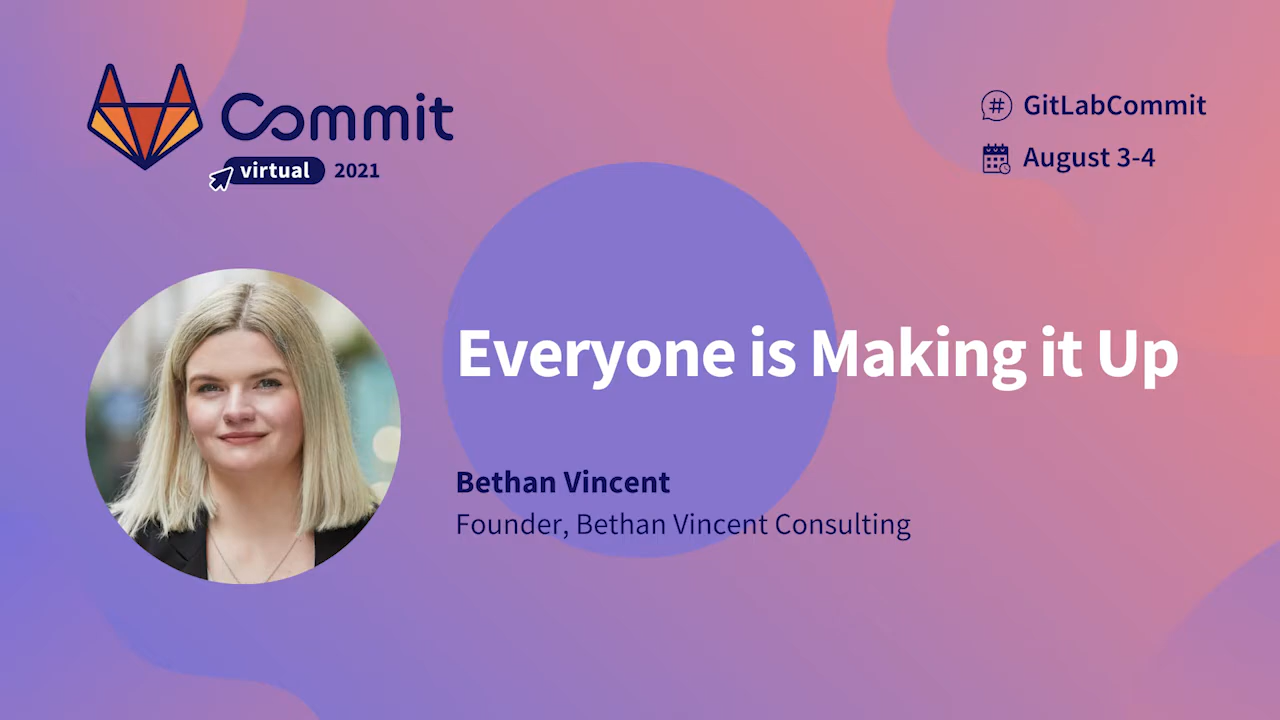 Commit
virtual 2021
# GitLabCommit
August 3-4
Everyone is Making it Up
Bethan Vincent
Founder, Bethan Vincent Consulting